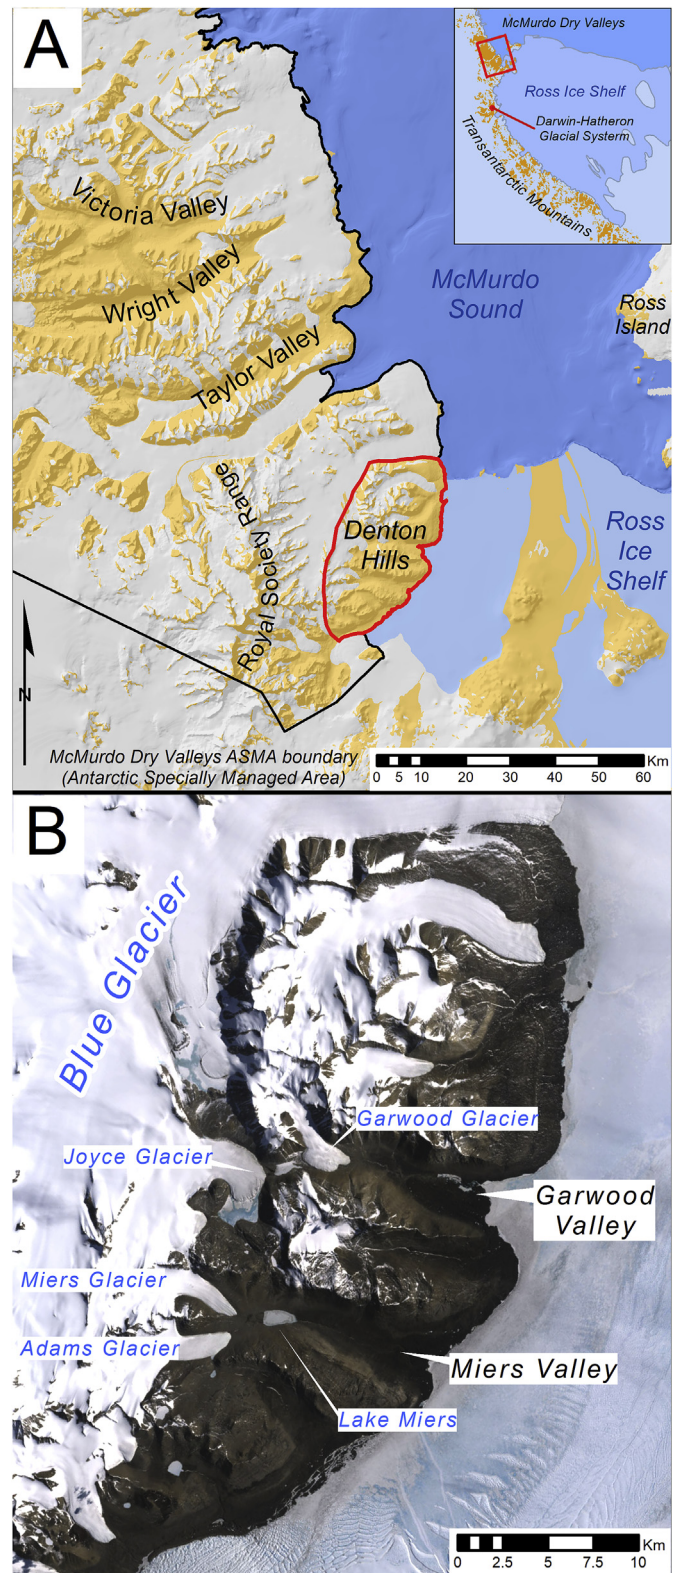 A
McMurdo Dry Valleys
Ross Ice Shelf
Darwin-Hatheron
Glacial Systerm
Transantarctic Mountains
Victoria Valley
Wright Valley
Taylor Valley
McMurdo
Sound
Ross
Island
Royal Society Range
Denton
Hills
Ross
Ice
Shelf
N
McMurdo Dry Valleys ASMA boundary
(Antarctic Specially Managed Area)
Km
0 5 10 20 30 40 50 60
B
Blue Glacier
Garwood Glacier
Joyce Glacier
Garwood
Valley
Miers Glacier
Adams Glacier
Miers Valley
Lake Miers
Km
0 2.5 5 7.5 10